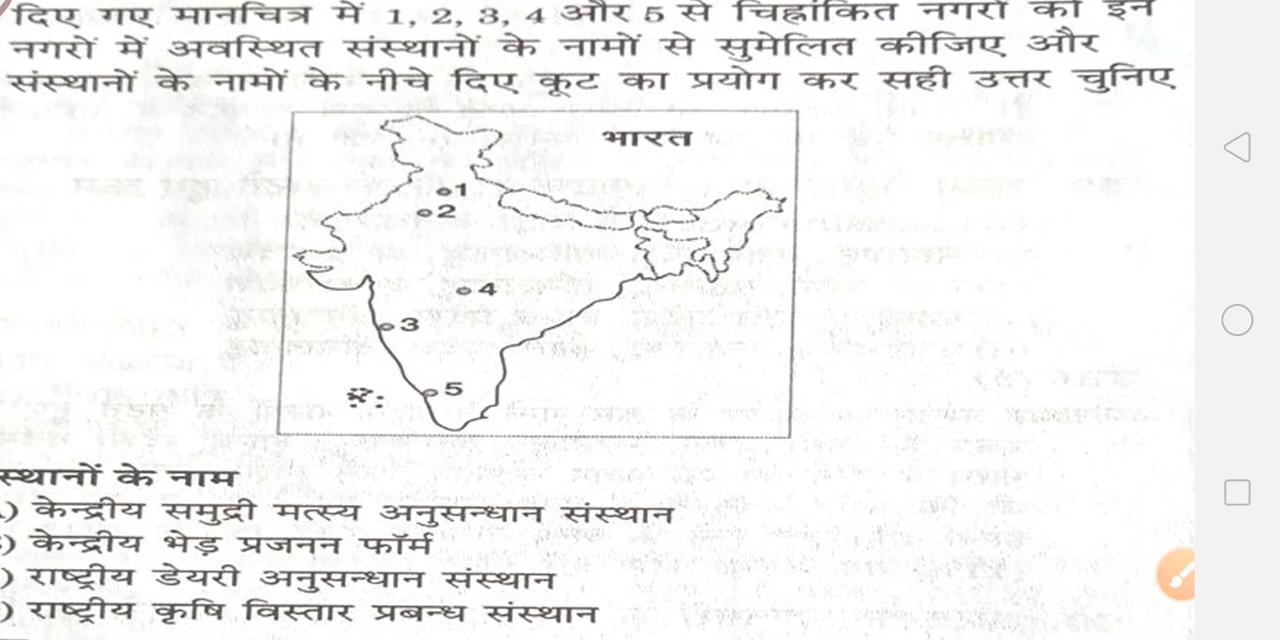 दिए गए मानचित्र में 1, 2, 3, 4 और 5 से चिह्नांकित नगरों को इन
नगरों में अवस्थित संस्थानों के नामों से सुमेलित कीजिए और
संस्थानों के नामों के नीचे दिए कूट का प्रयोग कर सही उत्तर चुनिए
भारत
1
2
4
3
5
स्थानों के नाम
) केन्द्रीय समुद्री मत्स्य अनुसन्धान संस्थान
) केन्द्रीय भेड़ प्रजनन फॉर्म
) राष्ट्रीय डेयरी अनुसन्धान संस्थान
) राष्ट्रीय कृषि विस्तार प्रबन्ध संस्थान